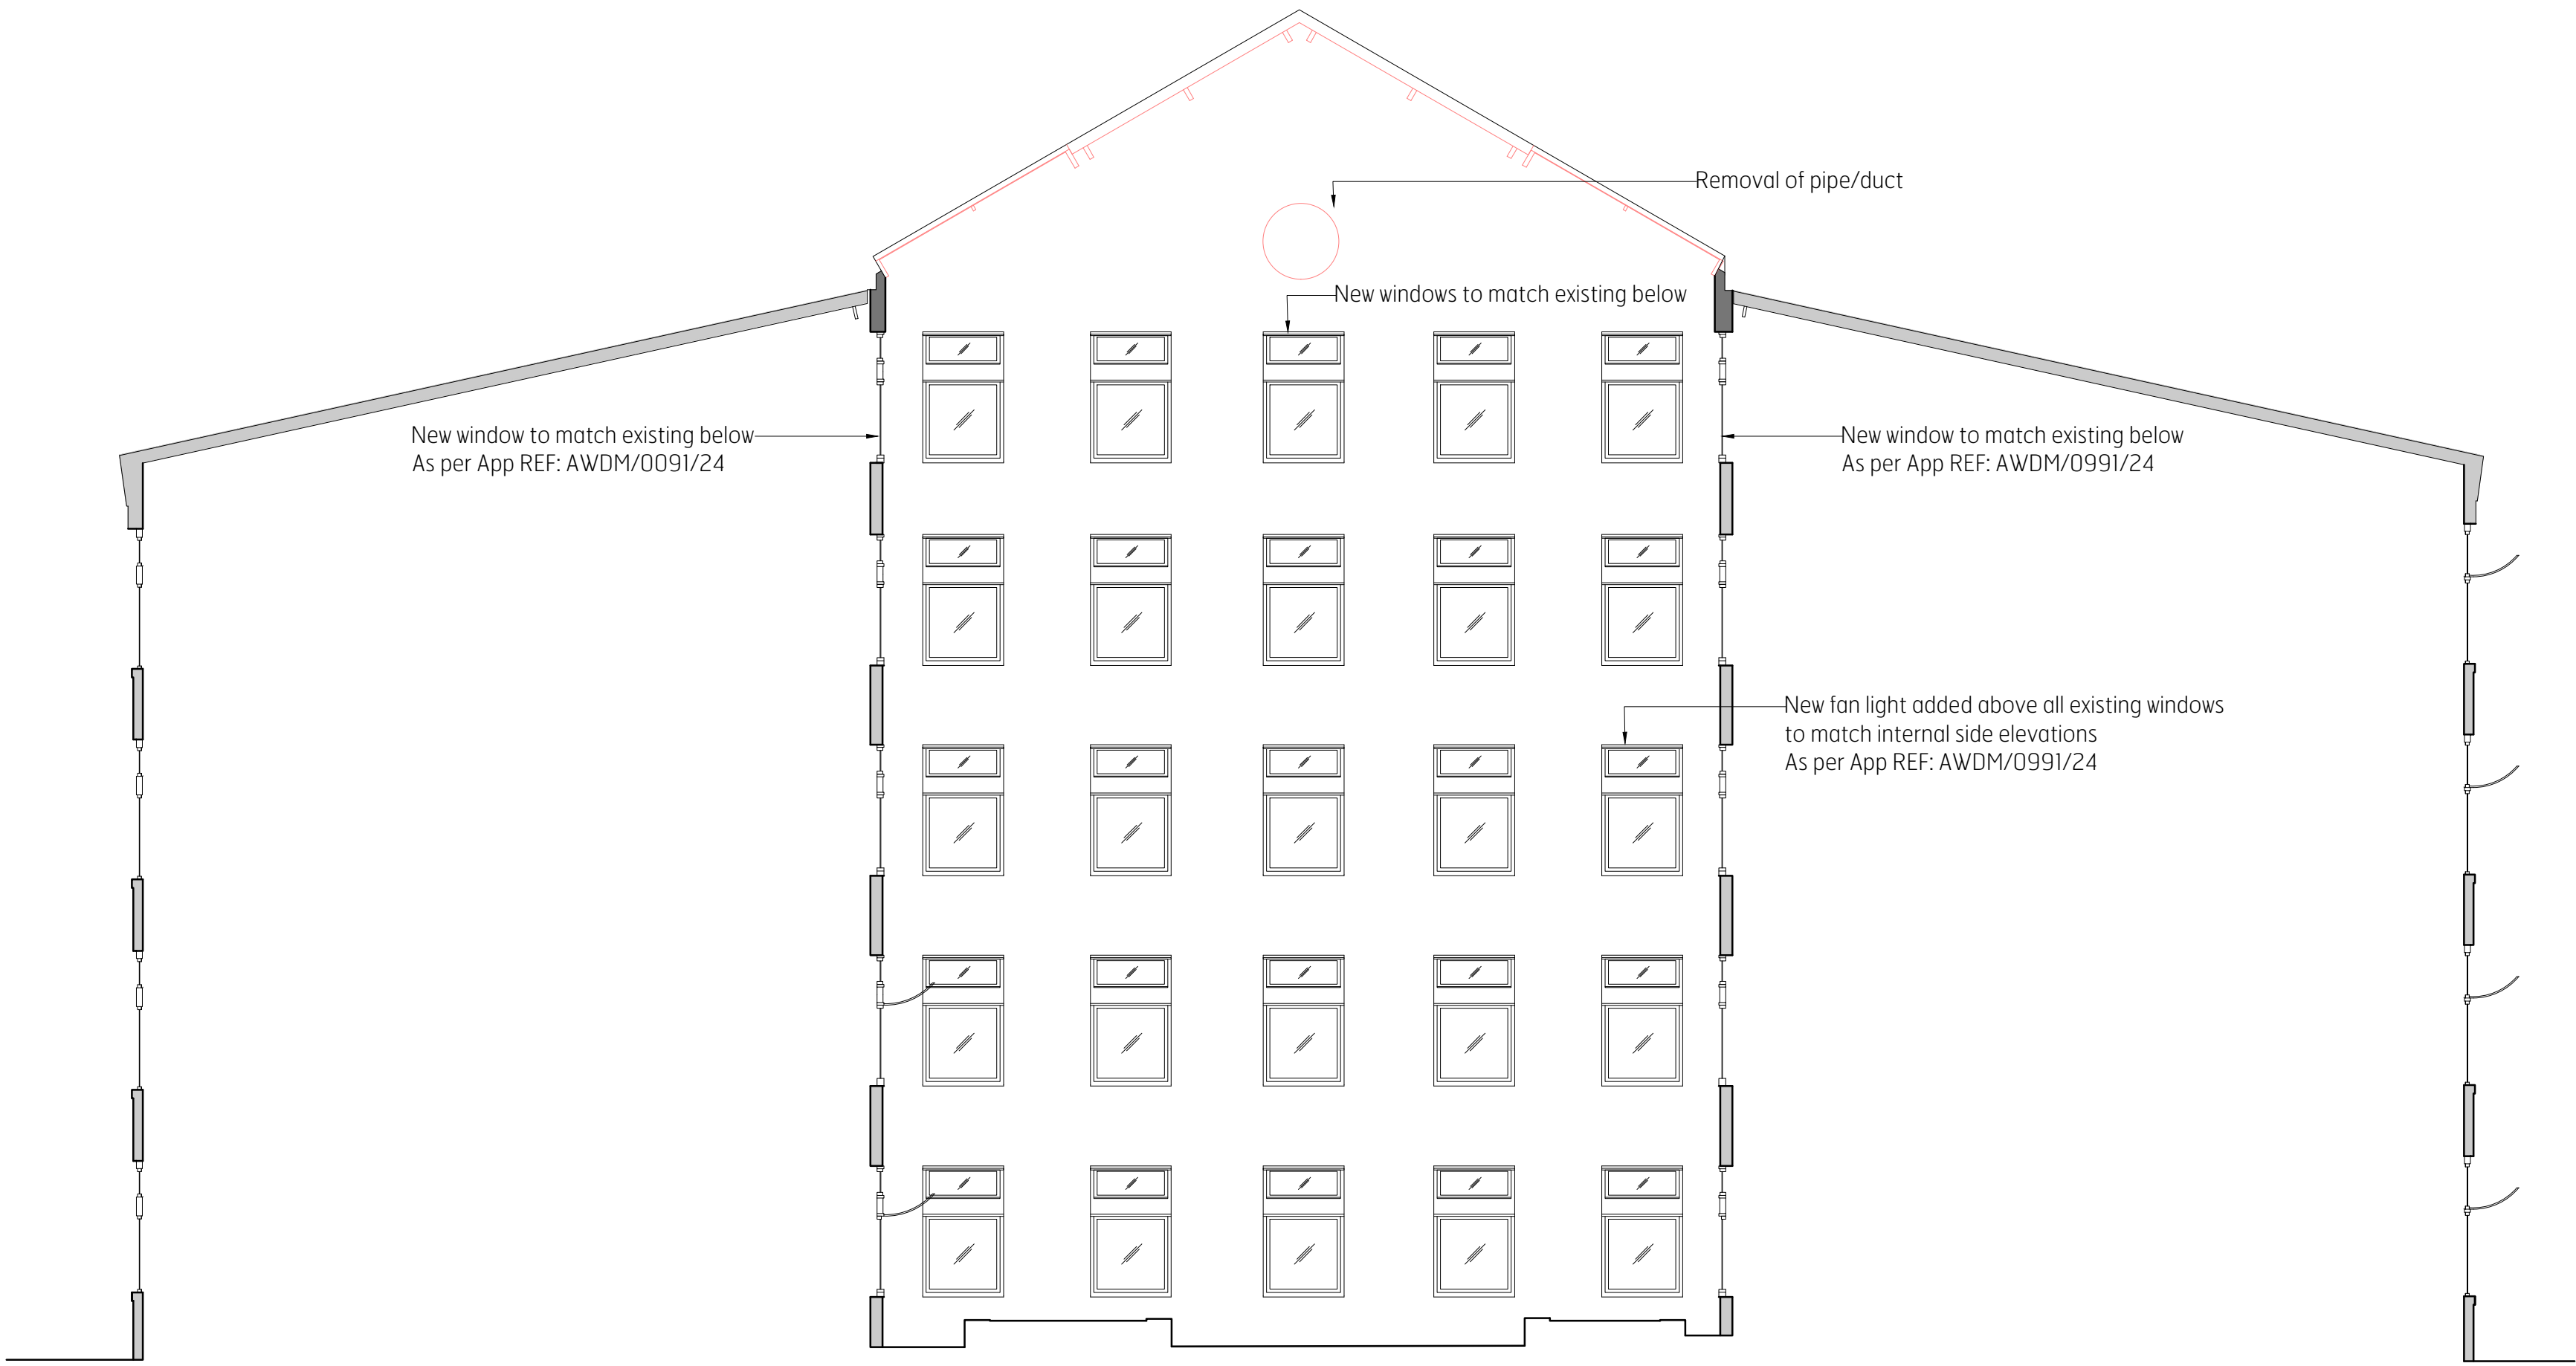 Removal of pipe/duct
New windows to match existing below
New window to match existing below
As per App REF: AWDM/0091/24
New window to match existing below
As per App REF: AWDM/0991/24
New fan light added above all existing windows
to match internal side elevations
As per App REF: AWDM/0991/24